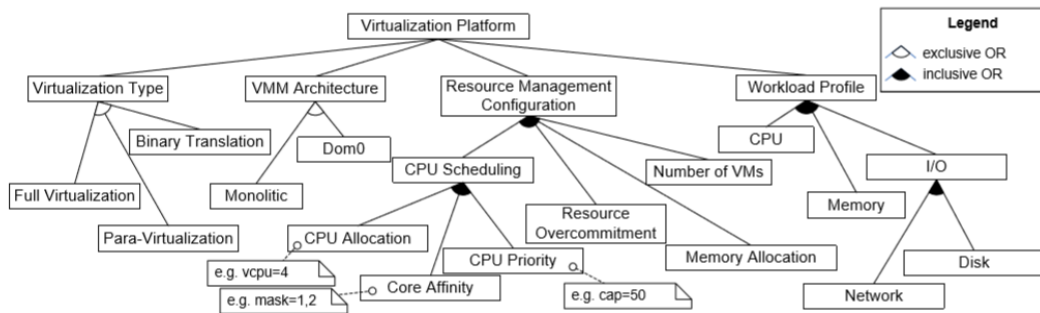 Virtualization Platform
Legend
exclusive OR
inclusive OR
Virtualization Type
VMM Architecture
Resource Management
Configuration
Workload Profile
Binary Translation
Dom0
CPU
CPU Scheduling
Number of VMs
I/O
Full Virtualization
Monolitic
Memory
Resource
Overcommitment
Para-Virtualization
CPU Allocation
CPU Priority
Memory Allocation
Disk
e.g. vcpu=4
Core Affinity
e.g. mask=1,2
e.g. cap=50
Network